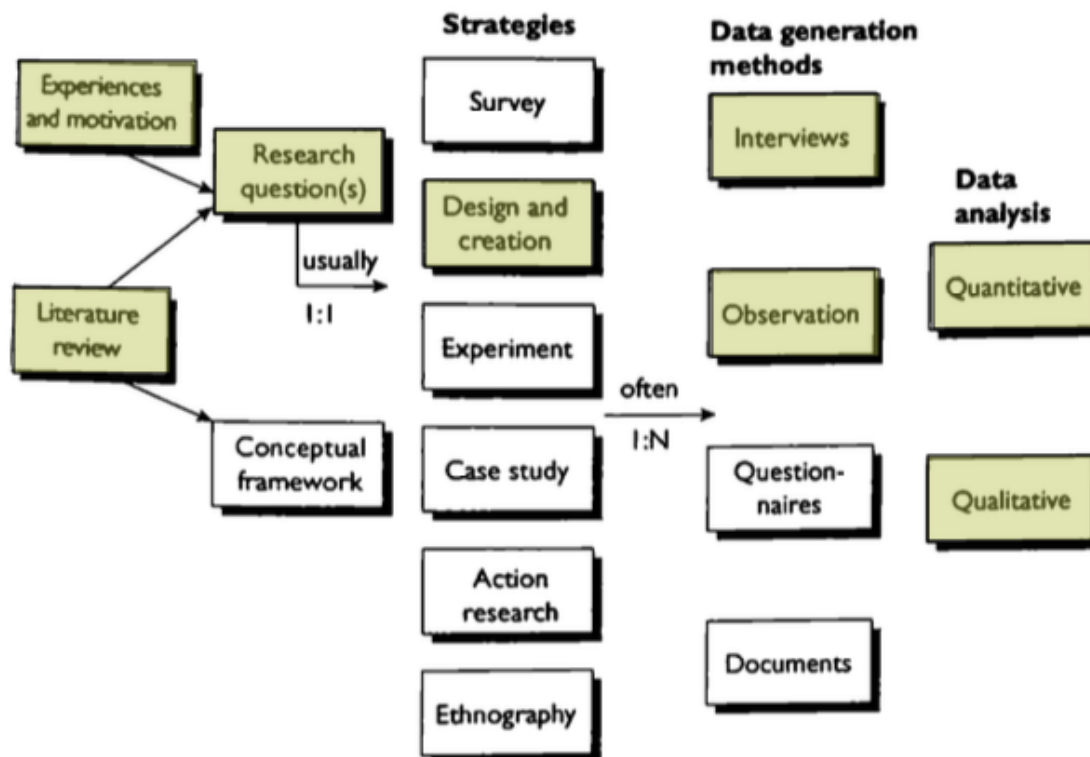 Experiences
and motivation
Research
question(s)
Literature
review
Conceptual
framework
usually
1:1
Strategies
Survey
Design and
creation
Experiment
Case study
Action
research
Ethnography
often
1:N
Data generation
methods
Interviews
Observation
Question-
naires
Documents
Data
analysis
Quantitative
Qualitative